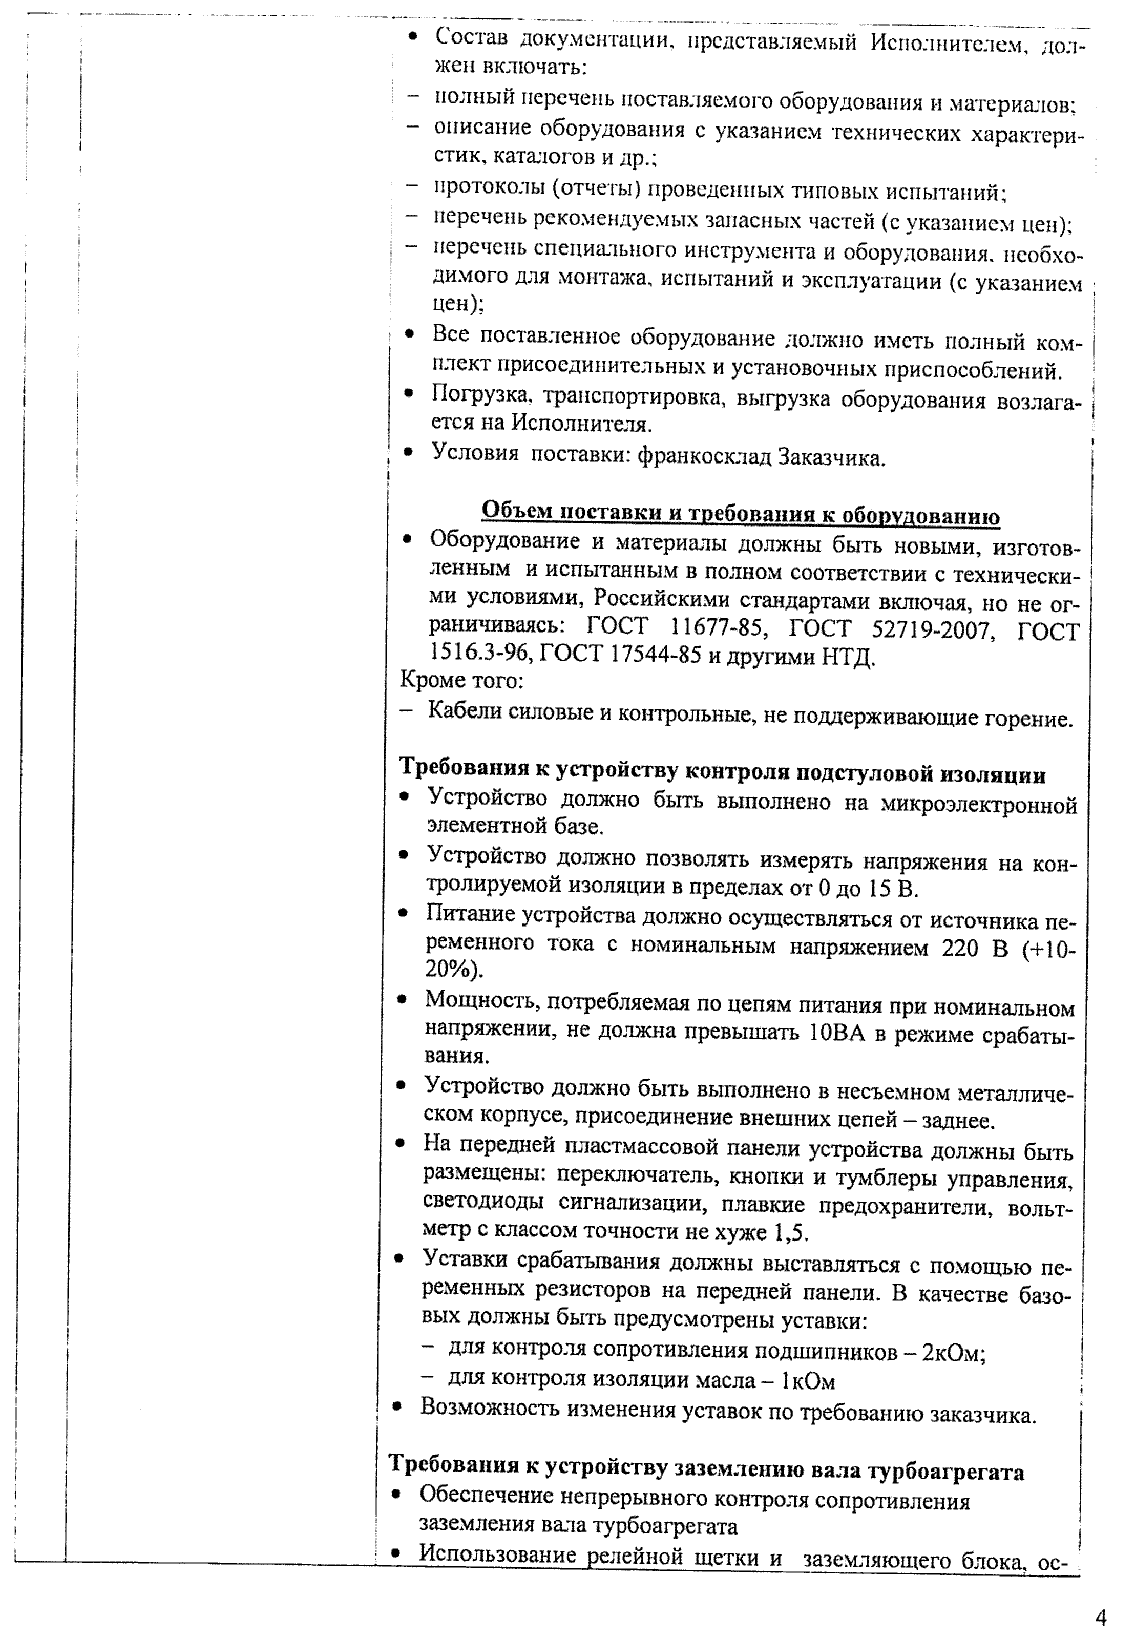 • Состав документации, представляемый Исполнителем, дол-
жен включать:
– полный перечень поставляемого оборудования и материалов;
– описание оборудования с указанием технических характери-
стик, каталогов и др.;
– протоколы (отчеты) проведенных типовых испытаний;
– перечень рекомендуемых запасных частей (с указанием цен);
– перечень специального инструмента и оборудования, необхо-
димого для монтажа, испытаний и эксплуатации (с указанием
цен);
• Все поставленное оборудование должно иметь полный ком-
плект присоединительных и установочных приспособлений.
• Погрузка, транспортировка, выгрузка оборудования возлага-
ется на Исполнителя.
• Условия поставки: франкосклад Заказчика.
Объем поставки и требования к оборудованию
• Оборудование и материалы должны быть новыми, изготов-
ленным и испытанным в полном соответствии с технически-
ми условиями, Российскими стандартами включая, но не ог-
раничиваясь: ГОСТ 11677-85, ГОСТ 52719-2007, ГОСТ
1516.3-96, ГОСТ 17544-85 и другими НТД.
Кроме того:
– Кабели силовые и контрольные, не поддерживающие горение.
Требования к устройству контроля подстуловой изоляции
• Устройство должно быть выполнено на микроэлектронной
элементной базе.
• Устройство должно позволять измерять напряжения на кон-
тролируемой изоляции в пределах от 0 до 15 В.
• Питание устройства должно осуществляться от источника пе-
ременного тока с номинальным напряжением 220 В (+10-
20%).
• Мощность, потребляемая по цепям питания при номинальном
напряжении, не должна превышать 10ВА в режиме срабаты-
вания.
• Устройство должно быть выполнено в несъемном металличе-
ском корпусе, присоединение внешних цепей – заднее.
• На передней пластмассовой панели устройства должны быть
размещены: переключатель, кнопки и тумблеры управления,
светодиоды сигнализации, плавкие предохранители, вольт-
метр с классом точности не хуже 1,5.
• Уставки срабатывания должны выставляться с помощью пе-
ременных резисторов на передней панели. В качестве базо-
вых должны быть предусмотрены уставки:
– для контроля сопротивления подшипников – 2кОм;
– для контроля изоляции масла – 1кОм
• Возможность изменения уставок по требованию заказчика.
Требования к устройству заземлению вала турбоагрегата
• Обеспечение непрерывного контроля сопротивления
заземления вала турбоагрегата
• Использование релейной щетки и заземляющего блока, ос-
4